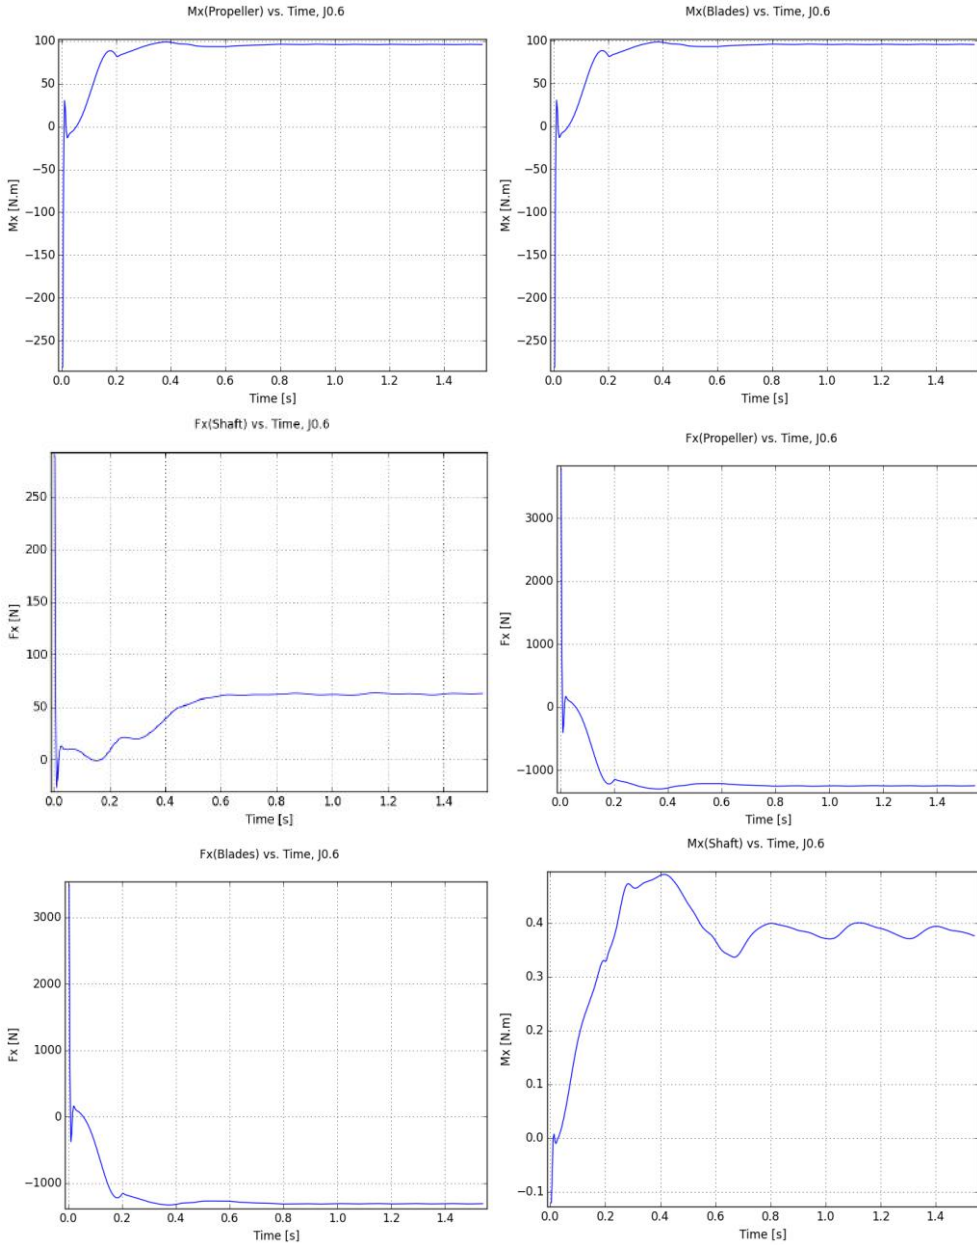 Mx(Propeller) vs. Time, J0.6
100
50
0
−50
−100
−150
−200
−250
Mx [N.m]
0.0 0.2 0.4 0.6 0.8 1.0 1.2 1.4
Time [s]
Mx(Blades) vs. Time, J0.6
100
50
0
−50
−100
−150
−200
−250
Mx [N.m]
0.0 0.2 0.4 0.6 0.8 1.0 1.2 1.4
Time [s]
Fx(Shaft) vs. Time, J0.6
250
200
150
100
50
0
Fx [N]
0.0 0.2 0.4 0.6 0.8 1.0 1.2 1.4
Time [s]
Fx(Propeller) vs. Time, J0.6
3000
2000
1000
0
−1000
Fx [N]
0.0 0.2 0.4 0.6 0.8 1.0 1.2 1.4
Time [s]
Fx(Blades) vs. Time, J0.6
3000
2000
1000
0
−1000
Fx [N]
0.0 0.2 0.4 0.6 0.8 1.0 1.2 1.4
Time [s]
Mx(Shaft) vs. Time, J0.6
0.4
0.3
0.2
0.1
0.0
−0.1
Mx [N.m]
0.0 0.2 0.4 0.6 0.8 1.0 1.2 1.4
Time [s]